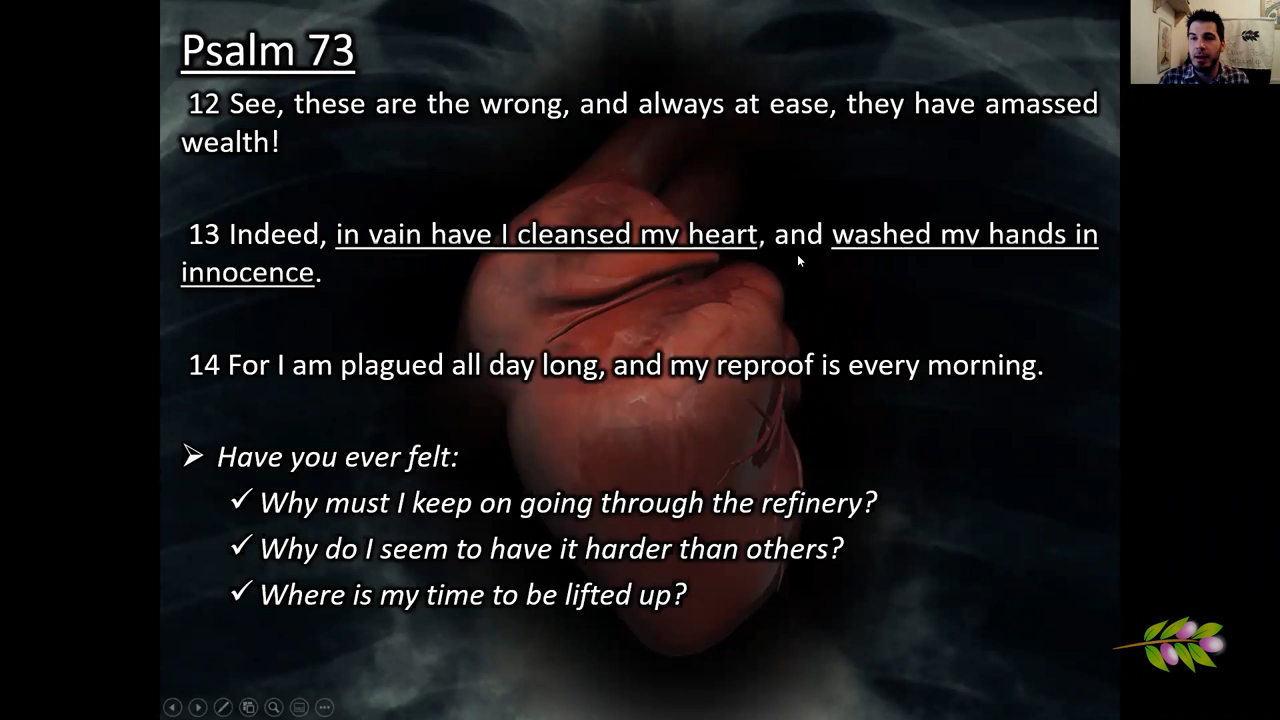 Psalm 73
12 See, these are the wrong, and always at ease, they have amassed
wealth!
13 Indeed, in vain have I cleansed my heart, and washed my hands in
innocence.
14 For I am plagued all day long, and my reproof is every morning.
➢ Have you ever felt:
✓ Why must I keep on going through the refinery?
✓ Why do I seem to have it harder than others?
✓ Where is my time to be lifted up?